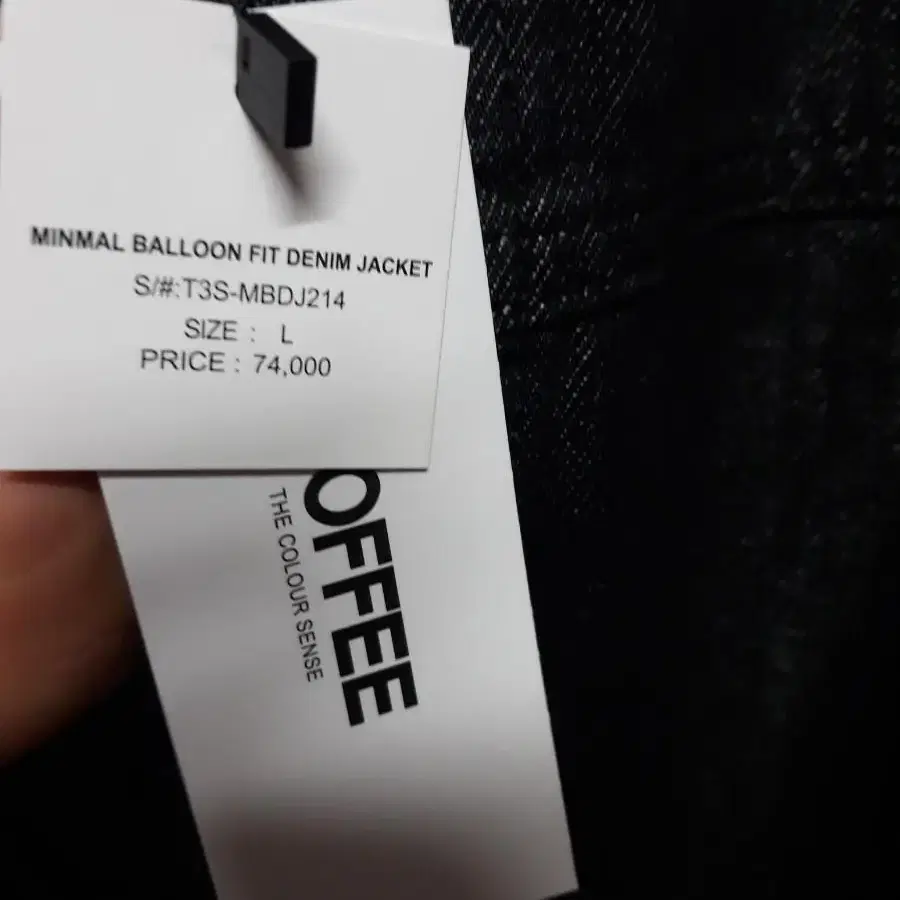 MINMAL BALLOON FIT DENIM JACKET
S/#:T3S-MBDJ214
SIZE : L
PRICE : 74,000
OFFEE
THE COLOUR SENSE